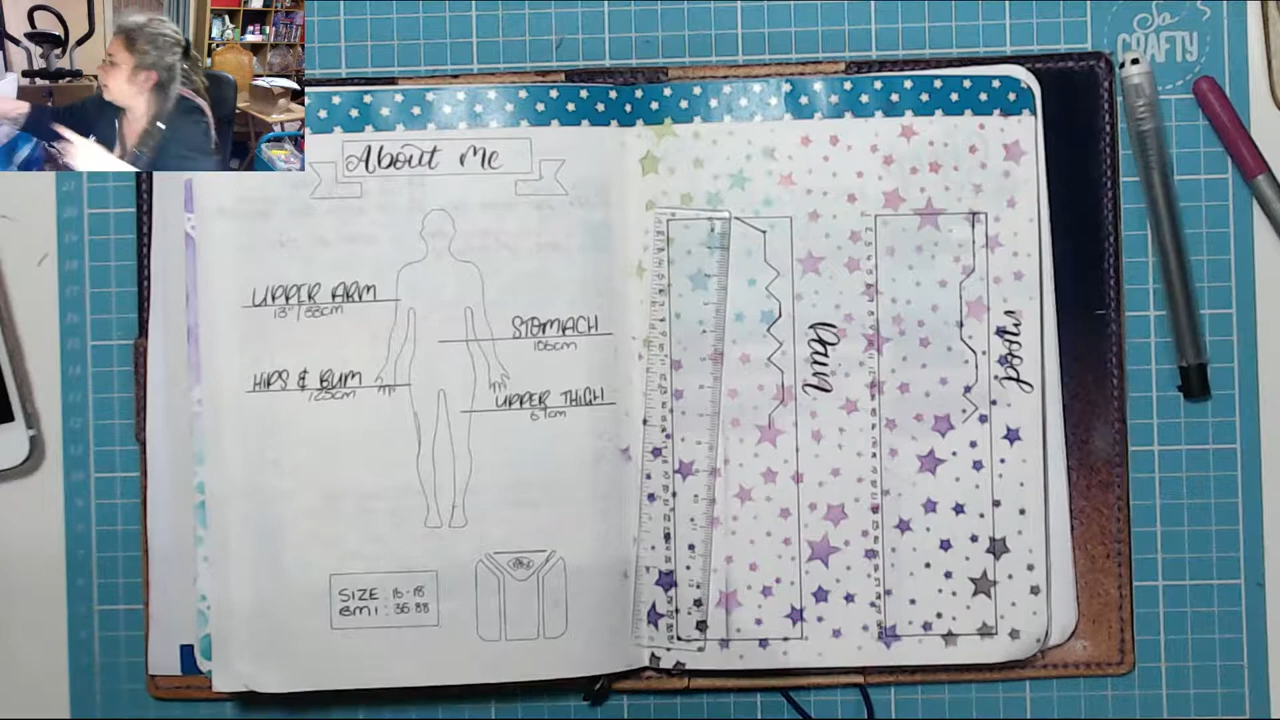 So
CRAFTY
About Me
UPPER ARM
13"/33cm
STOMACH
106cm
HIPS & BUM
125cm
UPPER THIGH
67cm
SIZE : 16-18
BMI : 36.88
Pain
Mood